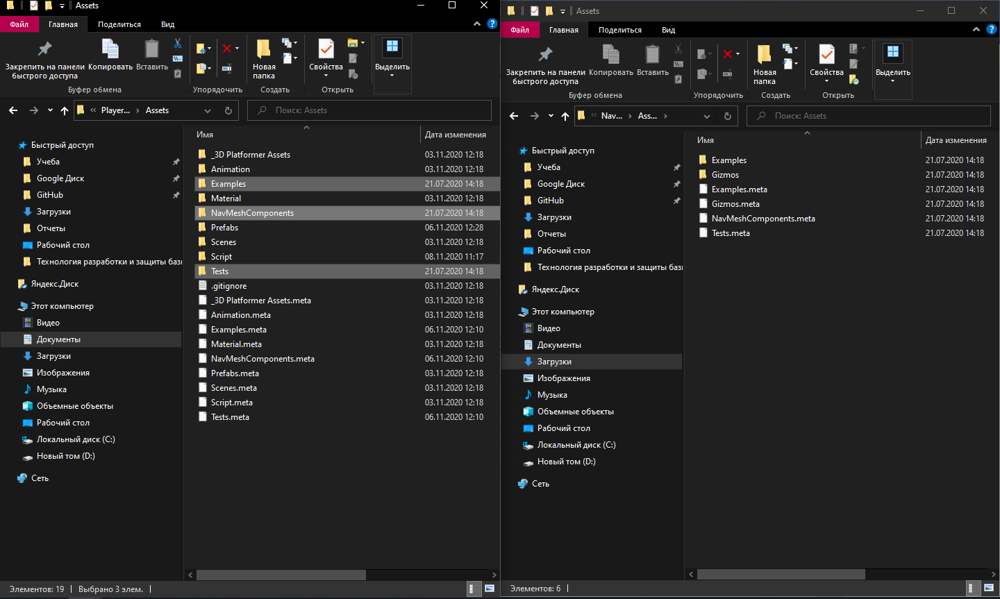 Assets
Файл Главная Поделиться Вид
Закрепить на панели быстрого доступа
Копировать
Вставить
Новая папка
Свойства
Выделить
Буфер обмена Упорядочить Создать Открыть
Player... Assets
Поиск: Assets
Быстрый доступ
Учеба
Google Диск
GitHub
Загрузки
Отчеты
Рабочий стол
Технология разработки и защиты баз
Яндекс.Диск
Этот компьютер
Видео
Документы
Загрузки
Изображения
Музыка
Объемные объекты
Рабочий стол
Локальный диск (C:)
Новый том (D:)
Сеть
Имя Дата изменения
_3D Platformer Assets 03.11.2020 12:18
Animation 03.11.2020 12:18
Examples 21.07.2020 14:18
Material 03.11.2020 12:18
NavMeshComponents 21.07.2020 14:18
Prefabs 06.11.2020 12:28
Scenes 03.11.2020 12:18
Script 08.11.2020 11:17
Tests 21.07.2020 14:18
.gitignore 03.11.2020 12:18
_3D Platformer Assets.meta 03.11.2020 12:18
Animation.meta 03.11.2020 12:18
Examples.meta 06.11.2020 12:10
Material.meta 03.11.2020 12:18
NavMeshComponents.meta 06.11.2020 12:10
Prefabs.meta 03.11.2020 12:18
Scenes.meta 03.11.2020 12:18
Script.meta 03.11.2020 12:18
Tests.meta 06.11.2020 12:10
Элементов: 19 Выбрано 3 элем.
Assets
Файл Главная Поделиться Вид
Закрепить на панели быстрого доступа
Копировать
Вставить
Новая папка
Свойства
Выделить
Буфер обмена Упорядочить Создать Открыть
Nav... Ass...
Поиск: Assets
Быстрый доступ
Учеба
Google Диск
GitHub
Загрузки
Отчеты
Рабочий стол
Технология разработки и защиты баз
Яндекс.Диск
Этот компьютер
Видео
Документы
Загрузки
Изображения
Музыка
Объемные объекты
Рабочий стол
Локальный диск (C:)
Новый том (D:)
Сеть
Имя Дата изменения
Examples 21.07.2020 14:18
Gizmos 21.07.2020 14:18
Examples.meta 21.07.2020 14:18
Gizmos.meta 21.07.2020 14:18
NavMeshComponents.meta 21.07.2020 14:18
Tests.meta 21.07.2020 14:18
Элементов: 6